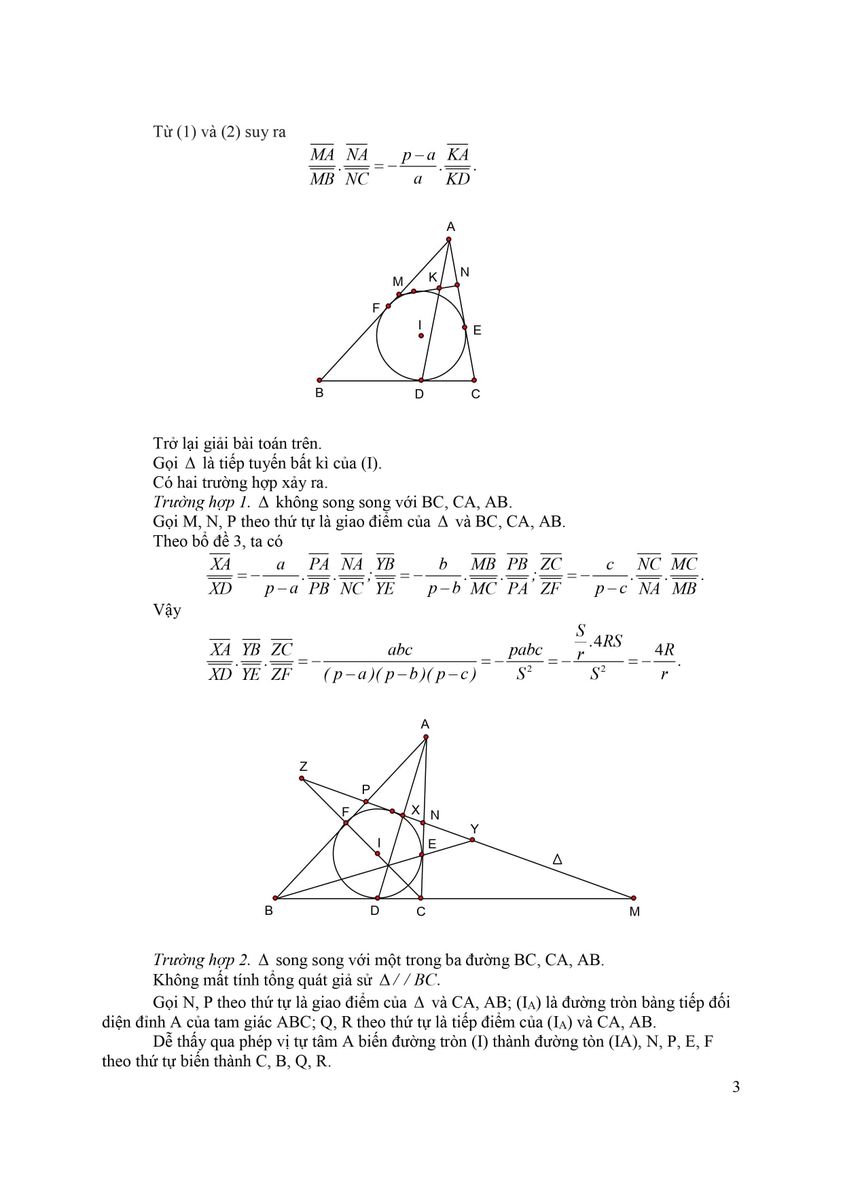 Từ (1) và (2) suy ra
\frac{\overline{MA}}{\overline{MB}}.\frac{\overline{NA}}{\overline{NC}} = -\frac{p-a}{a}.\frac{\overline{KA}}{\overline{KD}}.
A
M K N
F
I E
B D C
Trở lại giải bài toán trên.
Gọi Δ là tiếp tuyến bất kì của (I).
Có hai trường hợp xảy ra.
Trường hợp 1. Δ không song song với BC, CA, AB.
Gọi M, N, P theo thứ tự là giao điểm của Δ và BC, CA, AB.
Theo bổ đề 3, ta có
\frac{\overline{XA}}{\overline{XD}} = -\frac{a}{p-a}.\frac{\overline{PA}}{\overline{PB}}.\frac{\overline{NA}}{\overline{NC}}; \frac{\overline{YB}}{\overline{YE}} = -\frac{b}{p-b}.\frac{\overline{MB}}{\overline{MC}}.\frac{\overline{PB}}{\overline{PA}}; \frac{\overline{ZC}}{\overline{ZF}} = -\frac{c}{p-c}.\frac{\overline{NC}}{\overline{NA}}.\frac{\overline{MC}}{\overline{MB}}.
Vậy
\frac{\overline{XA}}{\overline{XD}}.\frac{\overline{YB}}{\overline{YE}}.\frac{\overline{ZC}}{\overline{ZF}} = -\frac{abc}{(p-a)(p-b)(p-c)} = -\frac{pabc}{S^2} = -\frac{\frac{S}{r}.4RS}{S^2} = -\frac{4R}{r}.
A
Z
P
F X N
Y
I E
Δ
B D C M
Trường hợp 2. Δ song song với một trong ba đường BC, CA, AB.
Không mất tính tổng quát giả sử Δ//BC.
Gọi N, P theo thứ tự là giao điểm của Δ và CA, AB; (I_A) là đường tròn bàng tiếp đối
diện đỉnh A của tam giác ABC; Q, R theo thứ tự là tiếp điểm của (I_A) và CA, AB.
Dễ thấy qua phép vị tự tâm A biến đường tròn (I) thành đường tòn (IA), N, P, E, F
theo thứ tự biến thành C, B, Q, R.
3